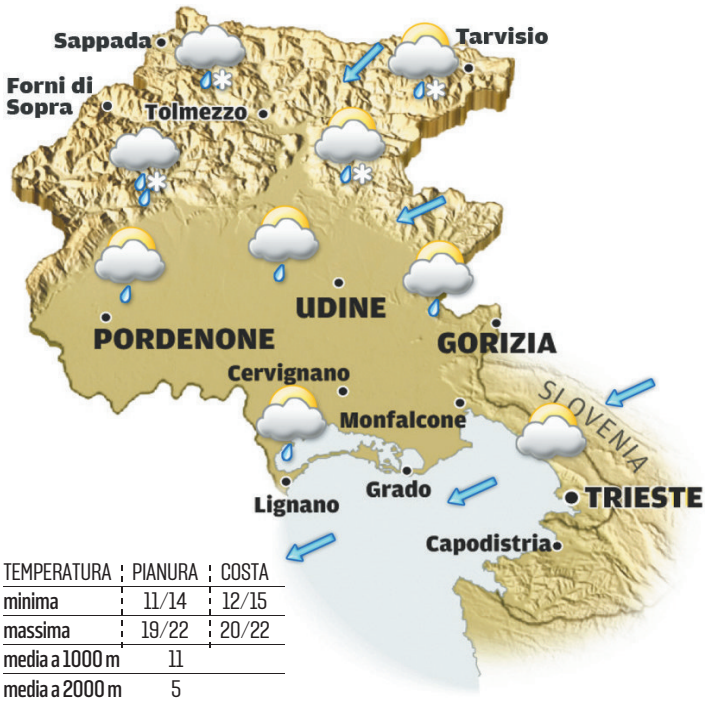 Sappada
Tarvisio
Forni di
Sopra
Tolmezzo
UDINE
PORDENONE
GORIZIA
Cervignano
SLOVENIA
Monfalcone
Grado
Lignano
TRIESTE
Capodistria
TEMPERATURA PIANURA COSTA
minima 11/14 12/15
massima 19/22 20/22
media a 1000 m 11
media a 2000 m 5